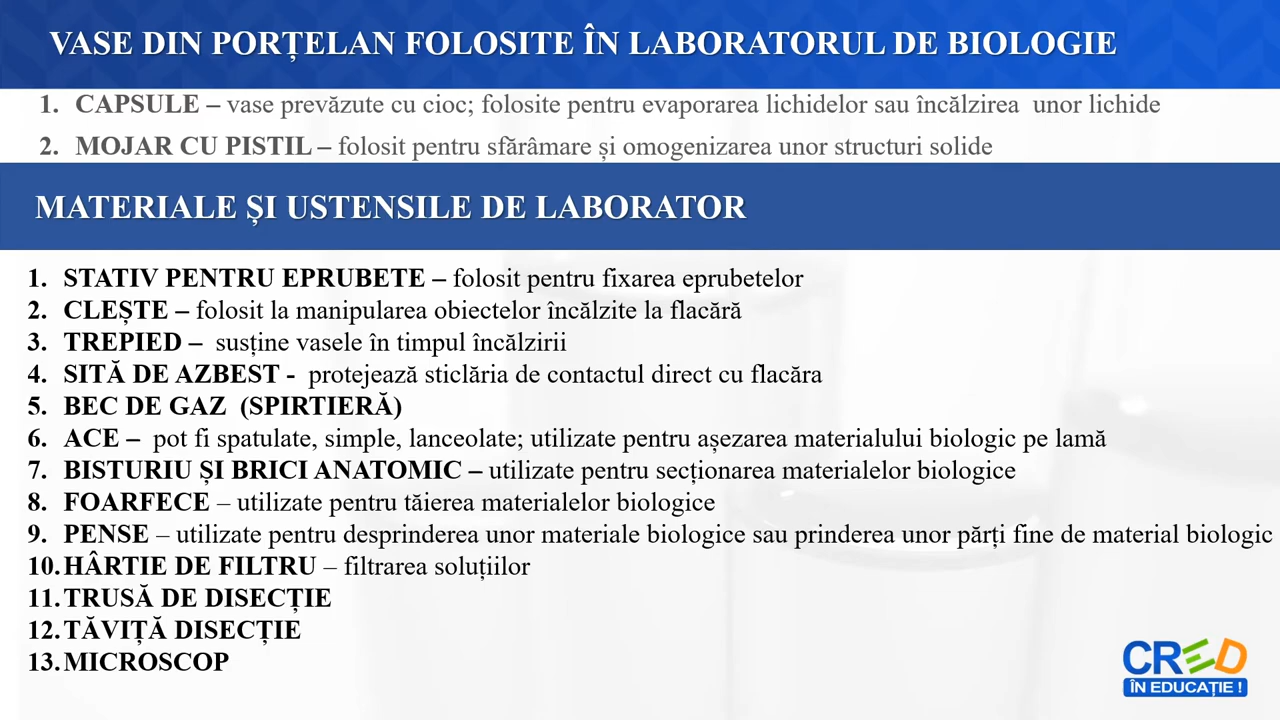 VASE DIN PORȚELAN FOLOSITE ÎN LABORATORUL DE BIOLOGIE
1. CAPSULE – vase prevăzute cu cioc; folosite pentru evaporarea lichidelor sau încălzirea unor lichide
2. MOJAR CU PISTIL – folosit pentru sfărâmare și omogenizarea unor structuri solide
MATERIALE ȘI USTENSILE DE LABORATOR
1. STATIV PENTRU EPRUBETE – folosit pentru fixarea eprubetelor
2. CLEȘTE – folosit la manipularea obiectelor încălzite la flacără
3. TREPIED – susține vasele în timpul încălzirii
4. SITĂ DE AZBEST - protejează sticlăria de contactul direct cu flacăra
5. BEC DE GAZ (SPIRTIERĂ)
6. ACE – pot fi spatulate, simple, lanceolate; utilizate pentru așezarea materialului biologic pe lamă
7. BISTURIU ȘI BRICI ANATOMIC – utilizate pentru secționarea materialelor biologice
8. FOARFECE – utilizate pentru tăierea materialelor biologice
9. PENSE – utilizate pentru desprinderea unor materiale biologice sau prinderea unor părți fine de material biologic
10. HÂRTIE DE FILTRU – filtrarea soluțiilor
11. TRUSĂ DE DISECȚIE
12. TĂVIȚĂ DISECȚIE
13. MICROSCOP
CRED
ÎN EDUCAȚIE !